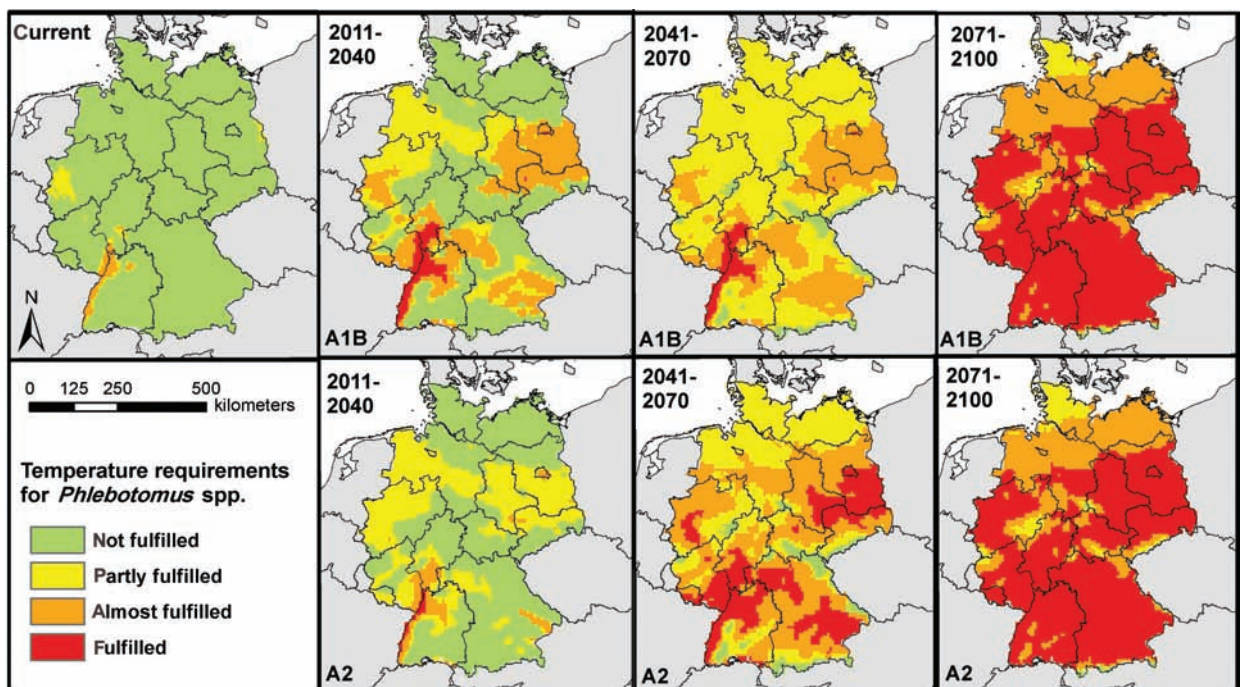 Current
2011-
2040
2041-
2070
2071-
2100
N
A1B
A1B
A1B
0 125 250 500
kilometers
Temperature requirements
for Phlebotomus spp.
Not fulfilled
Partly fulfilled
Almost fulfilled
Fulfilled
2011-
2040
2041-
2070
2071-
2100
A2
A2
A2